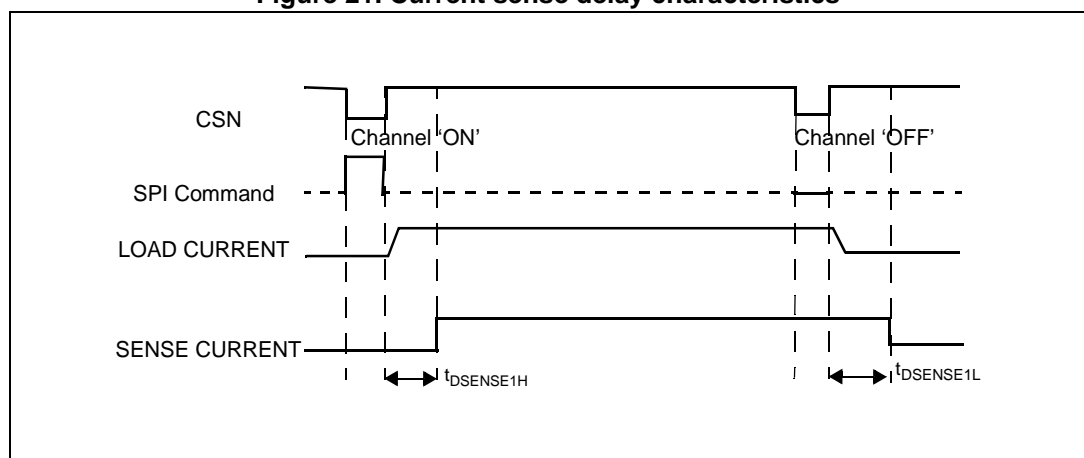 Figure 21. Current sense delay characteristics
CSN
Channel 'ON'
Channel 'OFF'
SPI Command
LOAD CURRENT
SENSE CURRENT
tDSENSE1H
tDSENSE1L